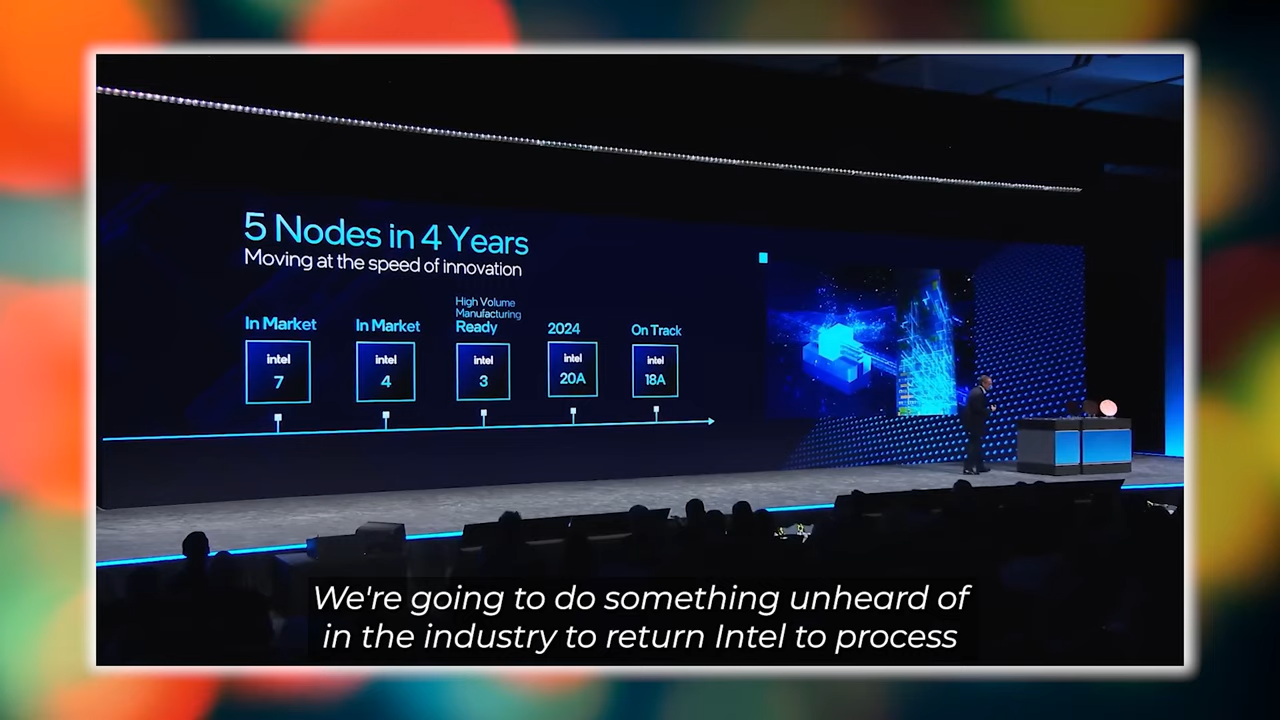 5 Nodes in 4 Years
Moving at the speed of innovation
In Market
intel
7
In Market
intel
4
High Volume
Manufacturing
Ready
intel
3
2024
intel
20A
On Track
intel
18A
We're going to do something unheard of
in the industry to return Intel to process